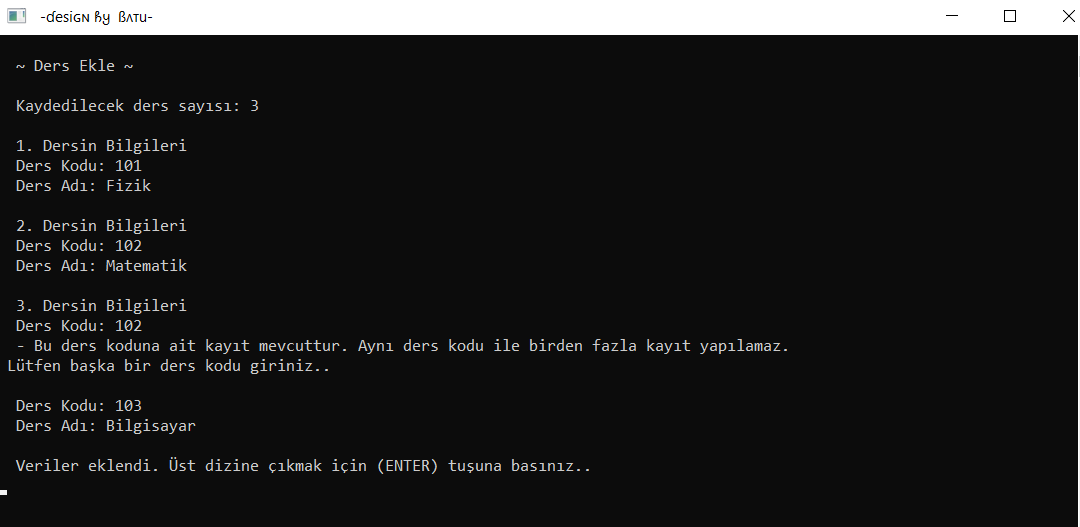 -ɗesiɢɴ ᏂᎩ ᏰᏗᴛu-
~ Ders Ekle ~
Kaydedilecek ders sayısı: 3
1. Dersin Bilgileri
Ders Kodu: 101
Ders Adı: Fizik
2. Dersin Bilgileri
Ders Kodu: 102
Ders Adı: Matematik
3. Dersin Bilgileri
Ders Kodu: 102
- Bu ders koduna ait kayıt mevcuttur. Aynı ders kodu ile birden fazla kayıt yapılamaz.
Lütfen başka bir ders kodu giriniz..
Ders Kodu: 103
Ders Adı: Bilgisayar
Veriler eklendi. Üst dizine çıkmak için (ENTER) tuşuna basınız..